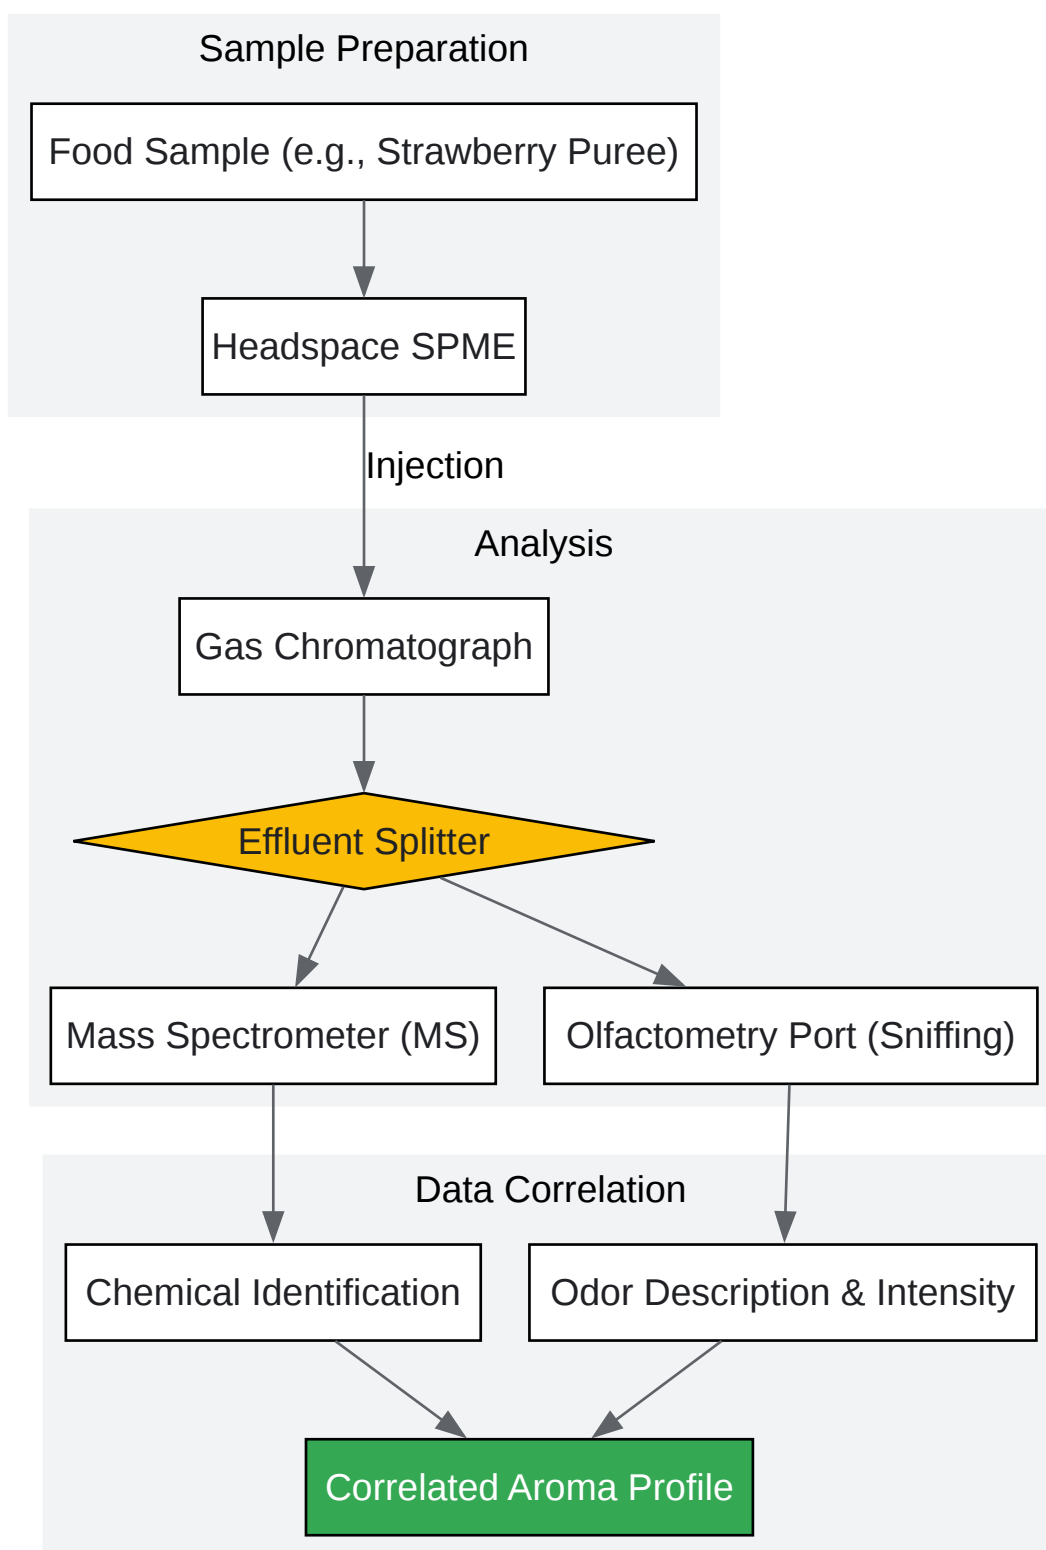 Sample Preparation
Food Sample (e.g., Strawberry Puree)
Headspace SPME
Injection
Analysis
Gas Chromatograph
Effluent Splitter
Mass Spectrometer (MS)
Olfactometry Port (Sniffing)
Data Correlation
Chemical Identification
Odor Description & Intensity
Correlated Aroma Profile